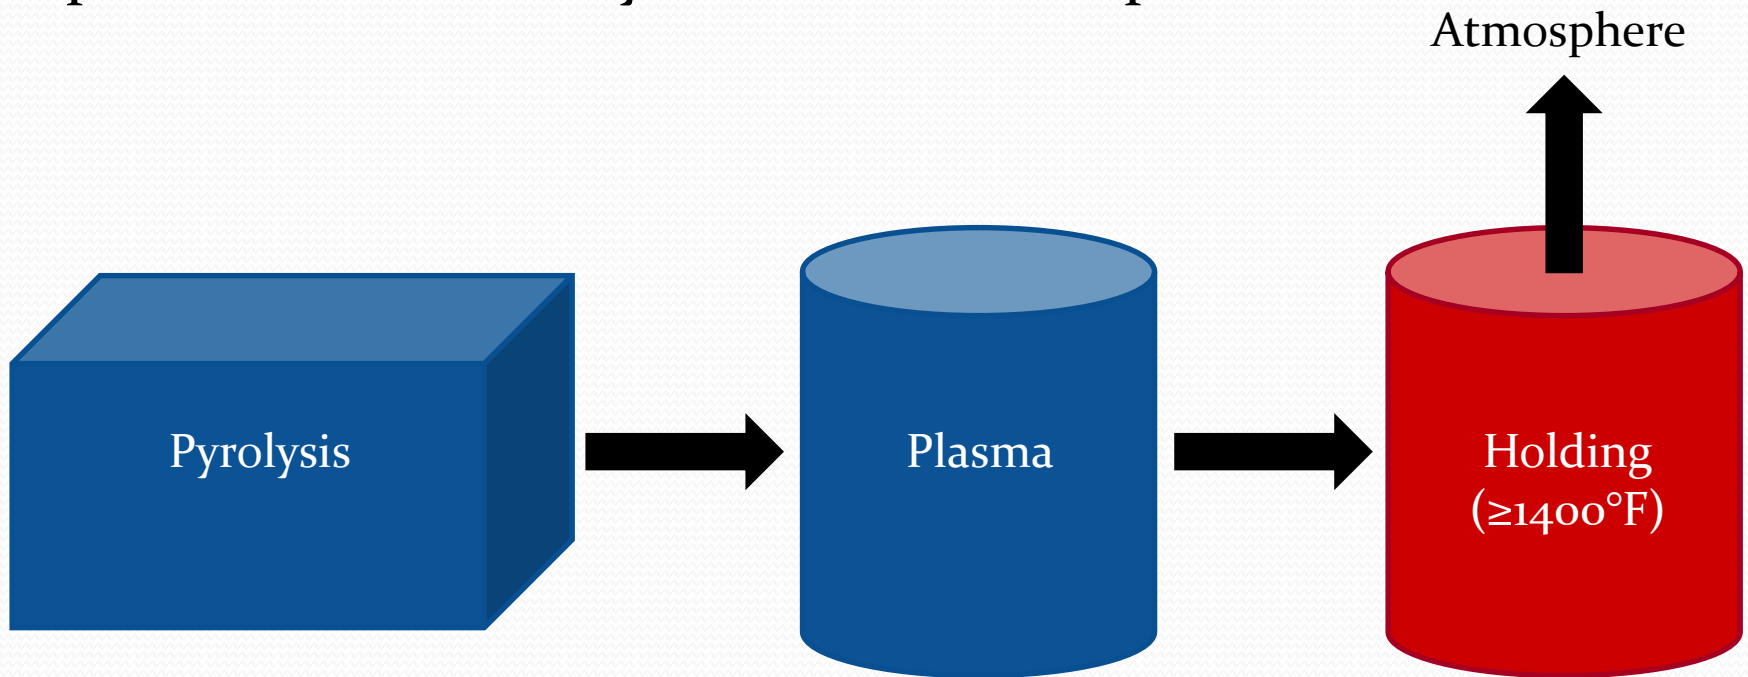 Atmosphere
Pyrolysis
Plasma
Holding
(≥1400°F)